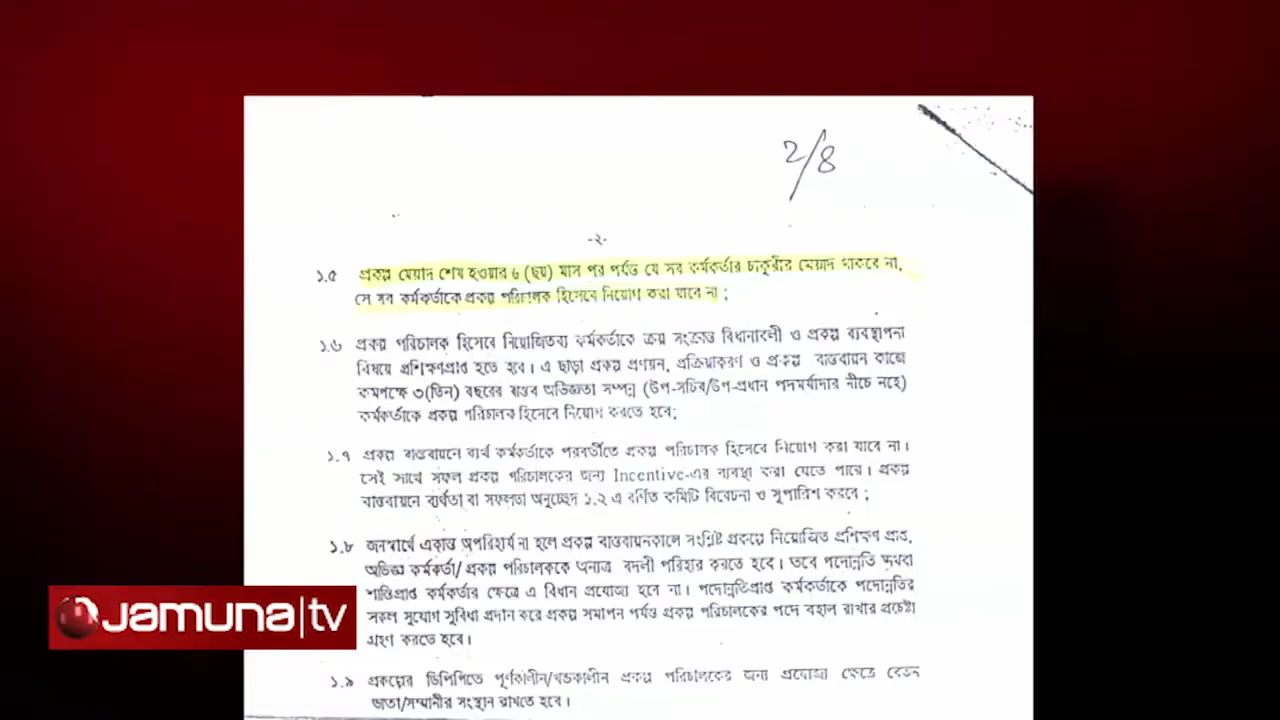 2/8
-২-
১.৫ প্রকল্প মেয়াদ শেষ হওয়ার ৬ (ছয়) মাস পর পর্যন্ত যে সব কর্মকর্তার চাকুরীর মেয়াদ থাকবে না,
সে সব কর্মকর্তাকে প্রকল্প পরিচালক হিসেবে নিয়োগ করা যাবে না ;
১.৬ প্রকল্প পরিচালক হিসেবে নিয়োজিতব্য কর্মকর্তাকে ক্রয় সংক্রান্ত বিধানাবলী ও প্রকল্প ব্যবস্থাপনা
বিষয়ে প্রশিক্ষণপ্রাপ্ত হতে হবে। এ ছাড়া প্রকল্প প্রণয়ন, প্রক্রিয়াকরণ ও প্রকল্প বাস্তবায়ন কাজে
কমপক্ষে ৩(তিন) বছরের বাস্তব অভিজ্ঞতা সম্পন্ন (উপ-সচিব/উপ-প্রধান পদমর্যাদার নীচে নহে)
কর্মকর্তাকে প্রকল্প পরিচালক হিসেবে নিয়োগ করতে হবে;
১.৭ প্রকল্প বাস্তবায়নে ব্যর্থ কর্মকর্তাকে পরবর্তীতে প্রকল্প পরিচালক হিসেবে নিয়োগ করা যাবে না।
সেই সাথে সফল প্রকল্প পরিচালকের জন্য Incentive-এর ব্যবস্থা করা যেতে পারে। প্রকল্প
বাস্তবায়নে ব্যর্থতা বা সফলতা অনুচ্ছেদ ১.২ এ বর্ণিত কমিটি বিবেচনা ও সুপারিশ করবে ;
১.৮ জনস্বার্থে একান্ত অপরিহার্য না হলে প্রকল্প বাস্তবায়নকালে সংশ্লিষ্ট প্রকল্পে নিয়োজিত প্রশিক্ষণ প্রাপ্ত,
অভিজ্ঞ কর্মকর্তা/ প্রকল্প পরিচালককে অন্যত্র বদলী পরিহার করতে হবে। তবে পদোন্নতি অথবা
শাস্তিপ্রাপ্ত কর্মকর্তার ক্ষেত্রে এ বিধান প্রযোজ্য হবে না। পদোন্নতিপ্রাপ্ত কর্মকর্তাকে পদোন্নতির
সকল সুযোগ সুবিধা প্রদান করে প্রকল্প সমাপন পর্যন্ত প্রকল্প পরিচালকের পদে বহাল রাখার প্রচেষ্টা
গ্রহণ করতে হবে।
১.৯ প্রকল্পের ডিপিপিতে পূর্ণকালীন/খন্ডকালীন প্রকল্প পরিচালকের জন্য প্রযোজ্য ক্ষেত্রে বেতন
ভাতা/সম্মানীর সংস্থান রাখতে হবে।
Jamuna|tv